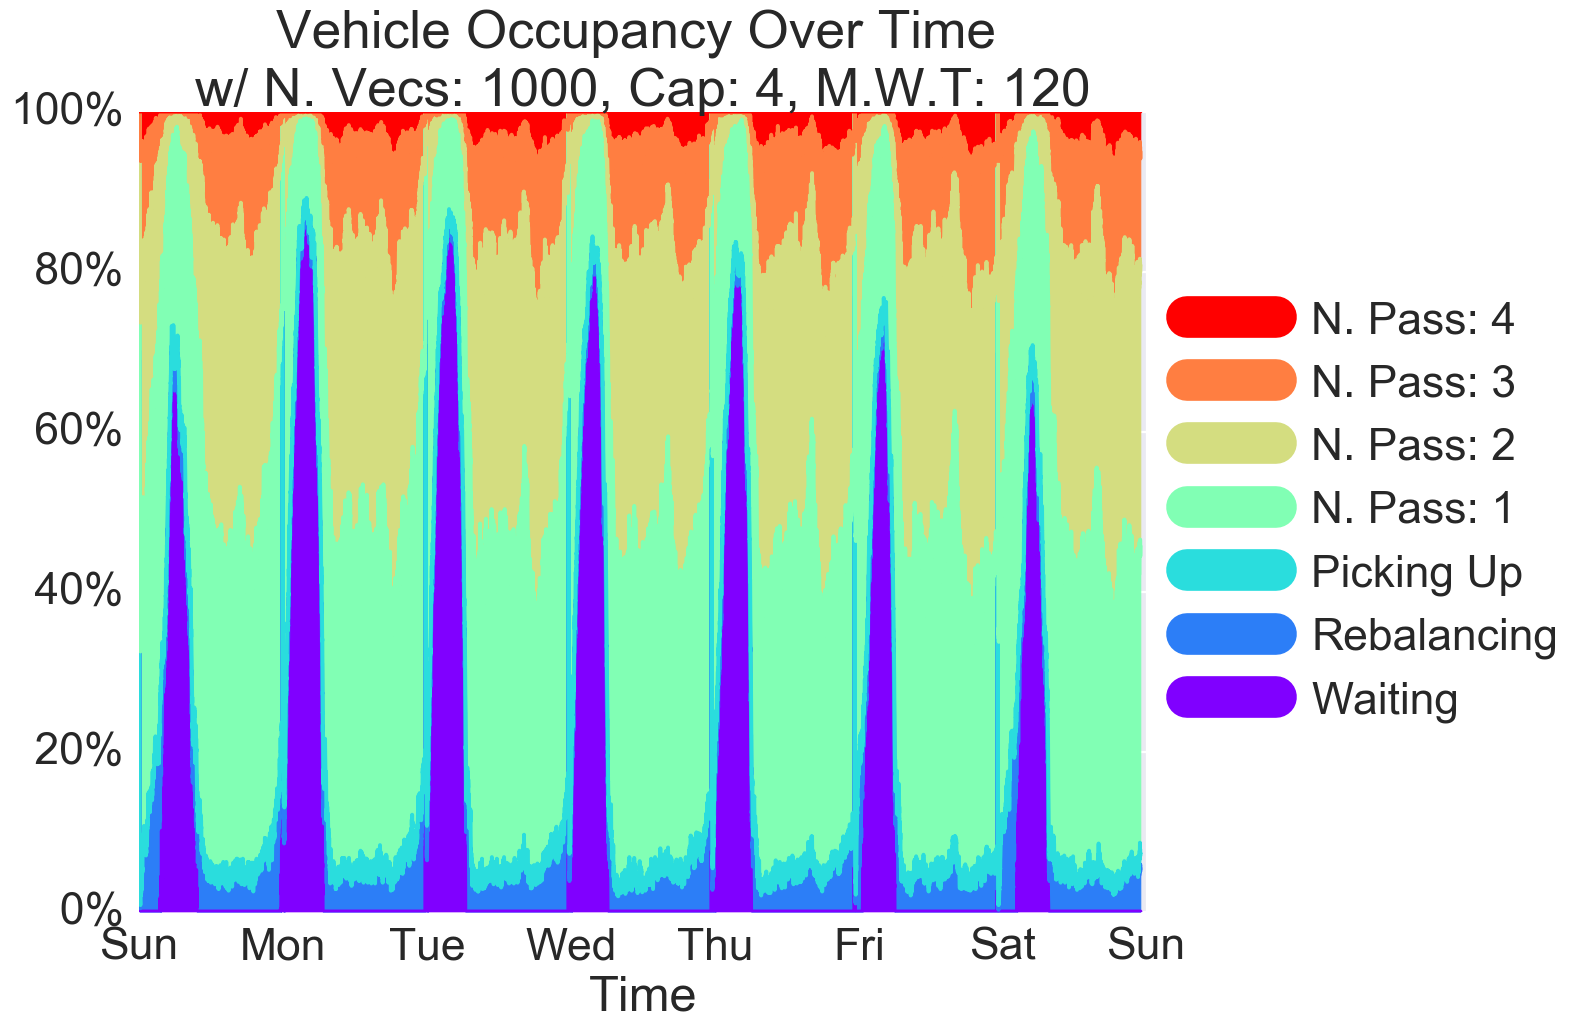 Vehicle Occupancy Over Time
w/ N. Vecs: 1000, Cap: 4, M.W.T: 120
100%
80%
60%
40%
20%
0%
Sun Mon Tue Wed Thu Fri Sat Sun
Time
N. Pass: 4
N. Pass: 3
N. Pass: 2
N. Pass: 1
Picking Up
Rebalancing
Waiting